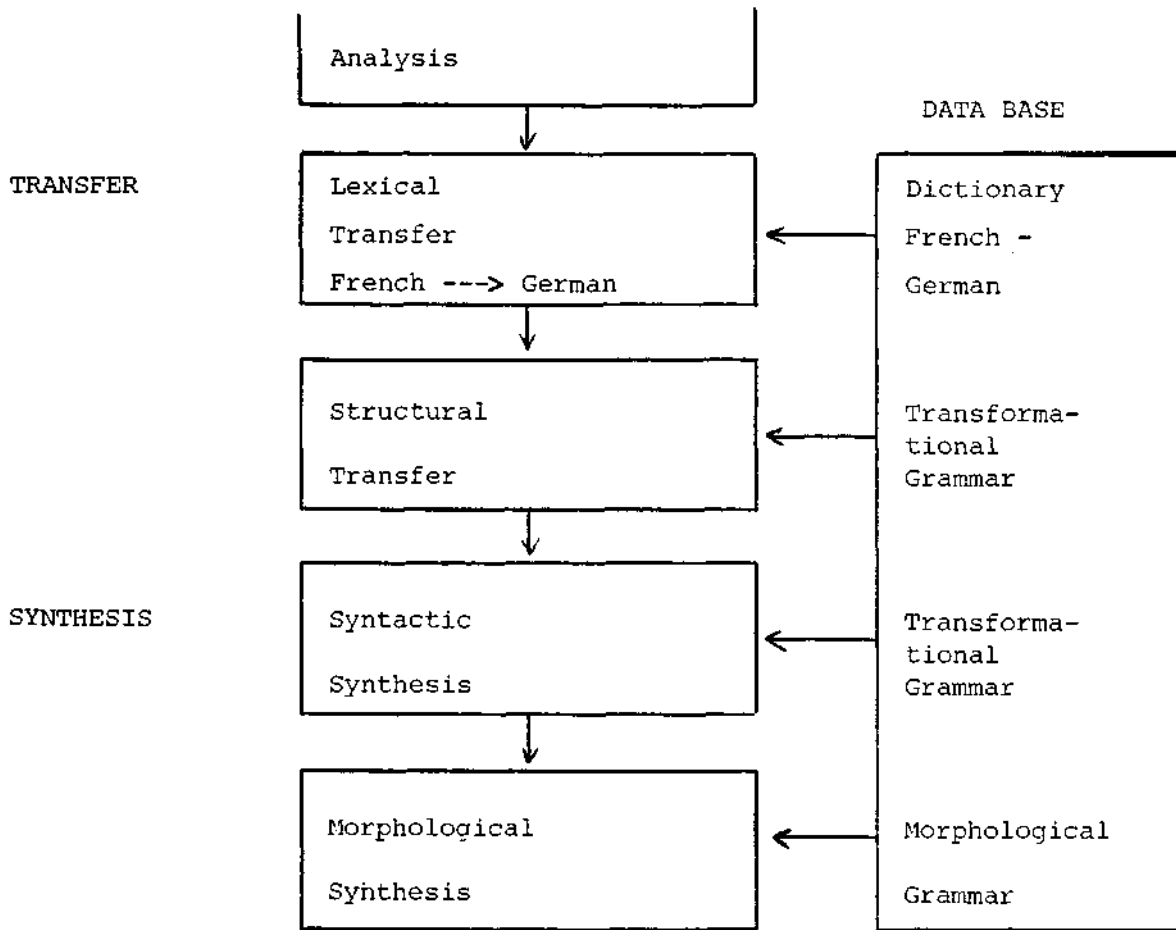 Analysis
DATA BASE
TRANSFER
Lexical
Transfer
French ---> German
Dictionary
French -
German
Structural
Transfer
Transforma-
tional
Grammar
SYNTHESIS
Syntactic
Synthesis
Transforma-
tional
Grammar
Morphological
Synthesis
Morphological
Grammar